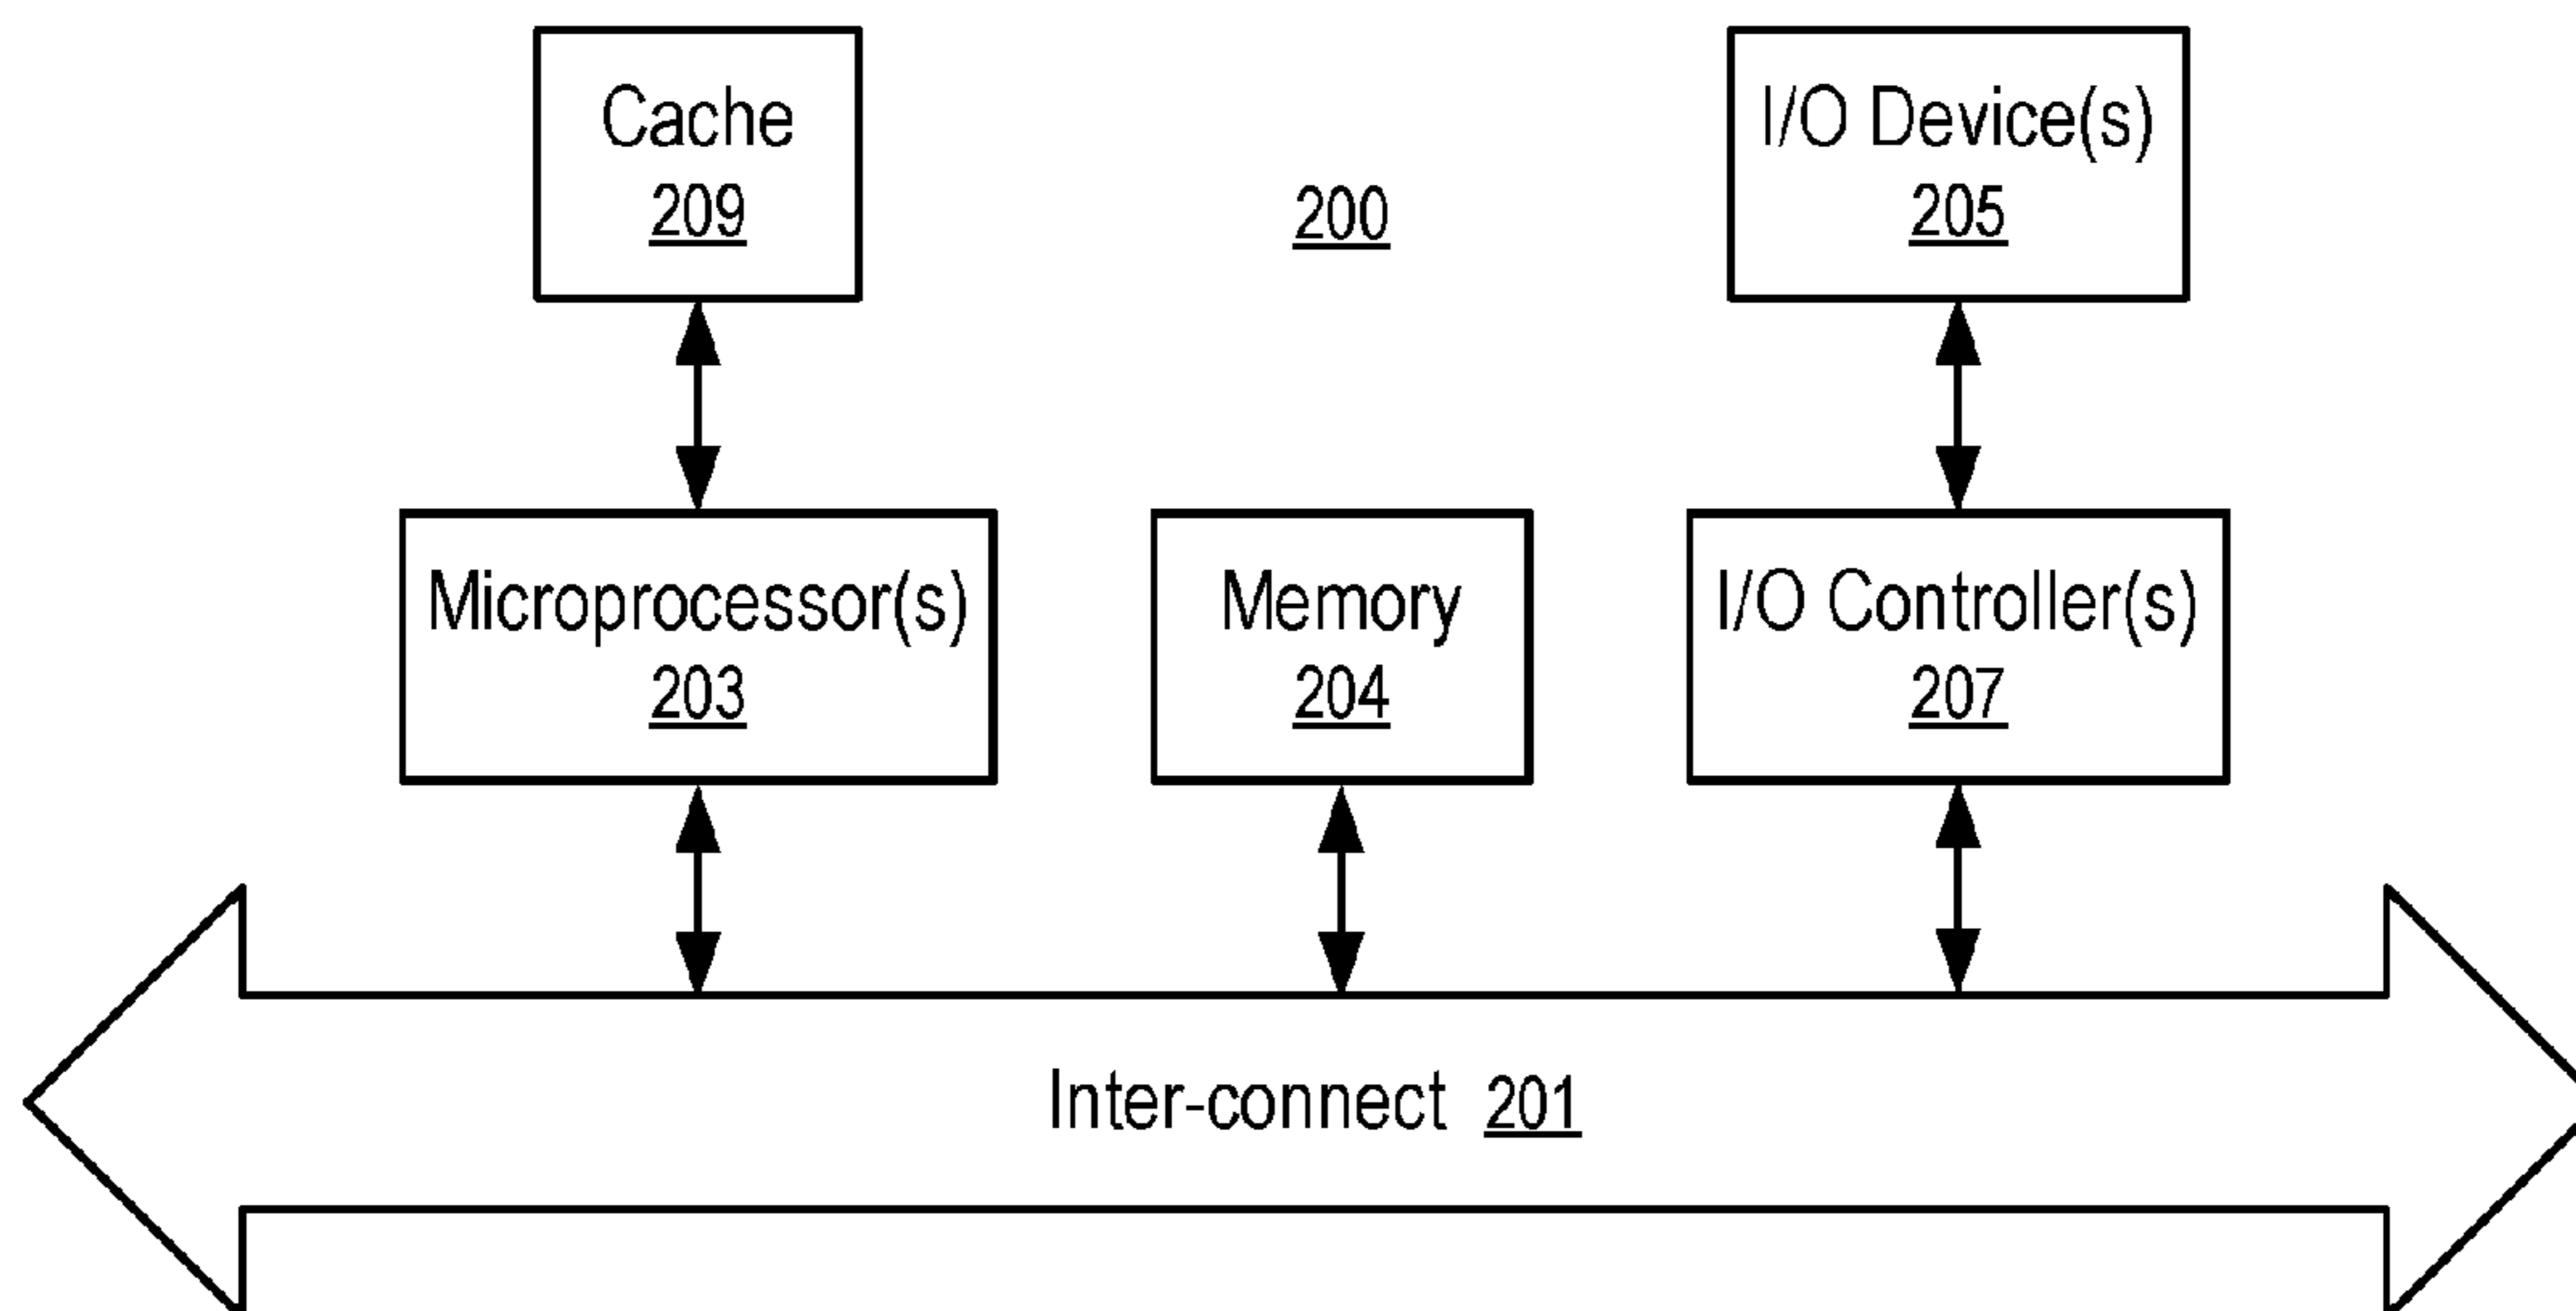 Cache
209
200
I/O Device(s)
205
Microprocessor(s)
203
Memory
204
I/O Controller(s)
207
Inter-connect 201